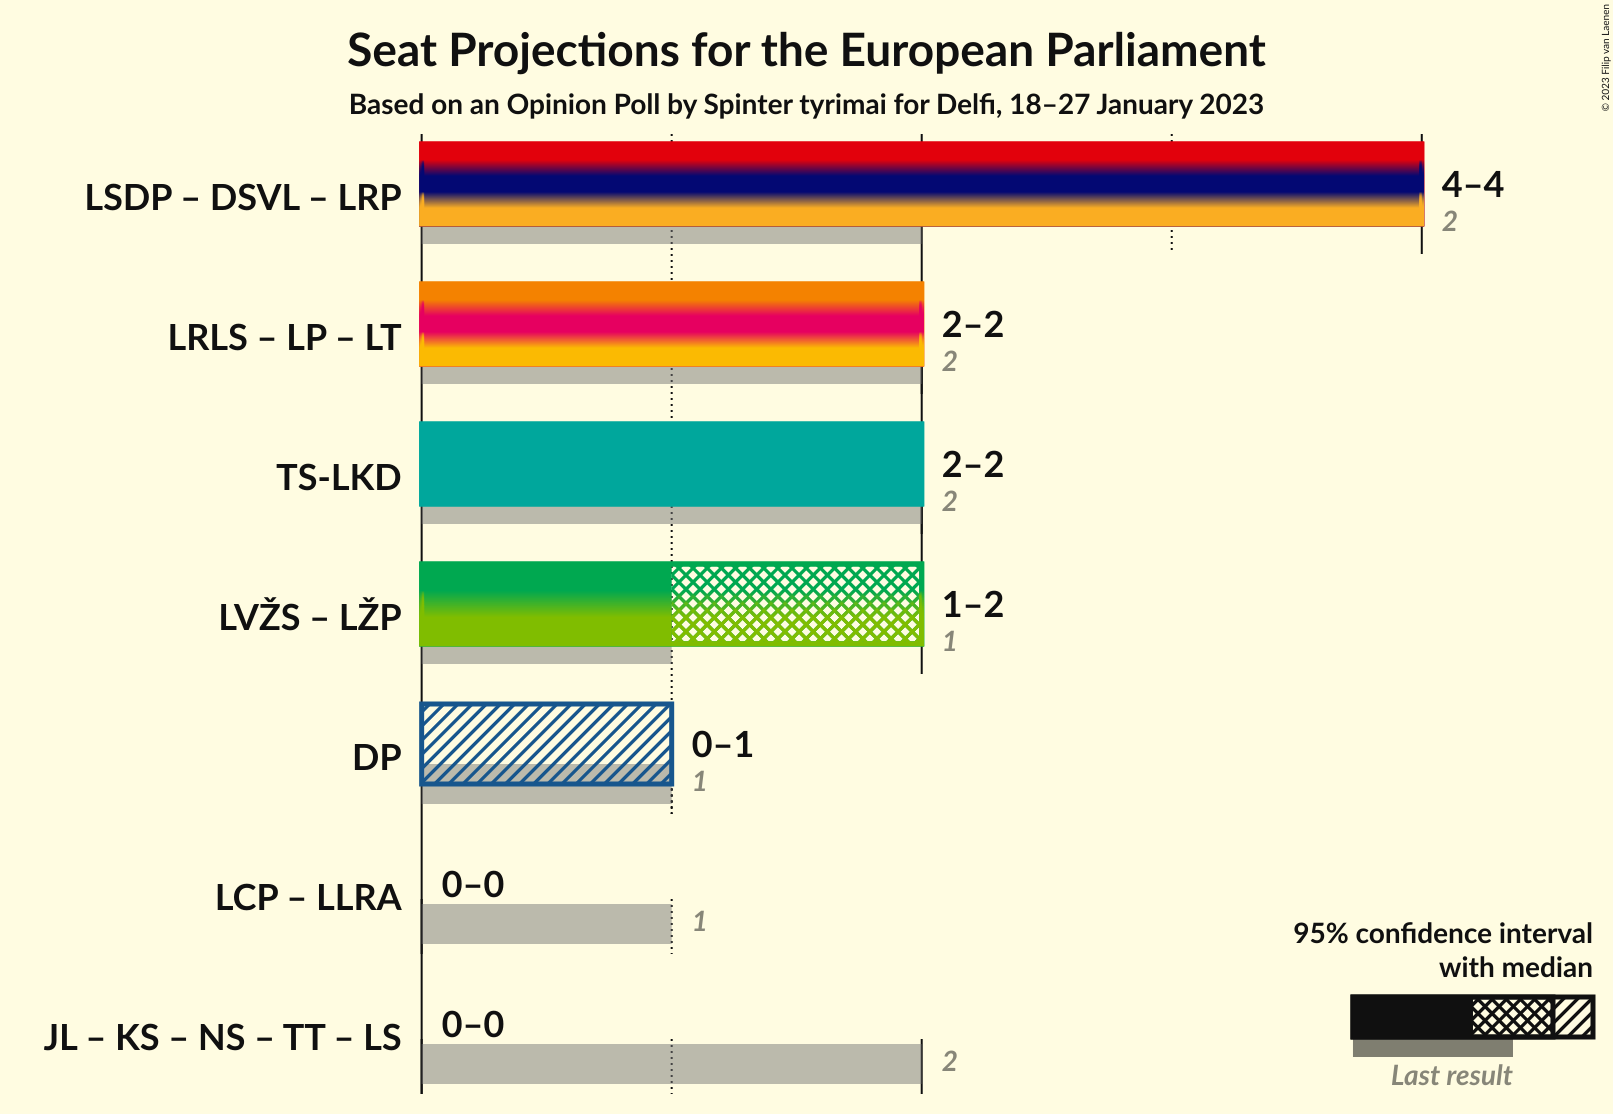 Seat Projections for the European Parliament
Based on an Opinion Poll by Spinter tyrimai for Delfi, 18–27 January 2023
© 2023 Filip van Laenen
LSDP – DSVL – LRP
4–4
2
LRLS – LP – LT
2–2
2
TS-LKD
2–2
2
LVŽS – LŽP
1–2
1
DP
0–1
1
LCP – LLRA
0–0
1
JL – KS – NS – TT – LS
0–0
2
95% confidence interval
with median
Last result